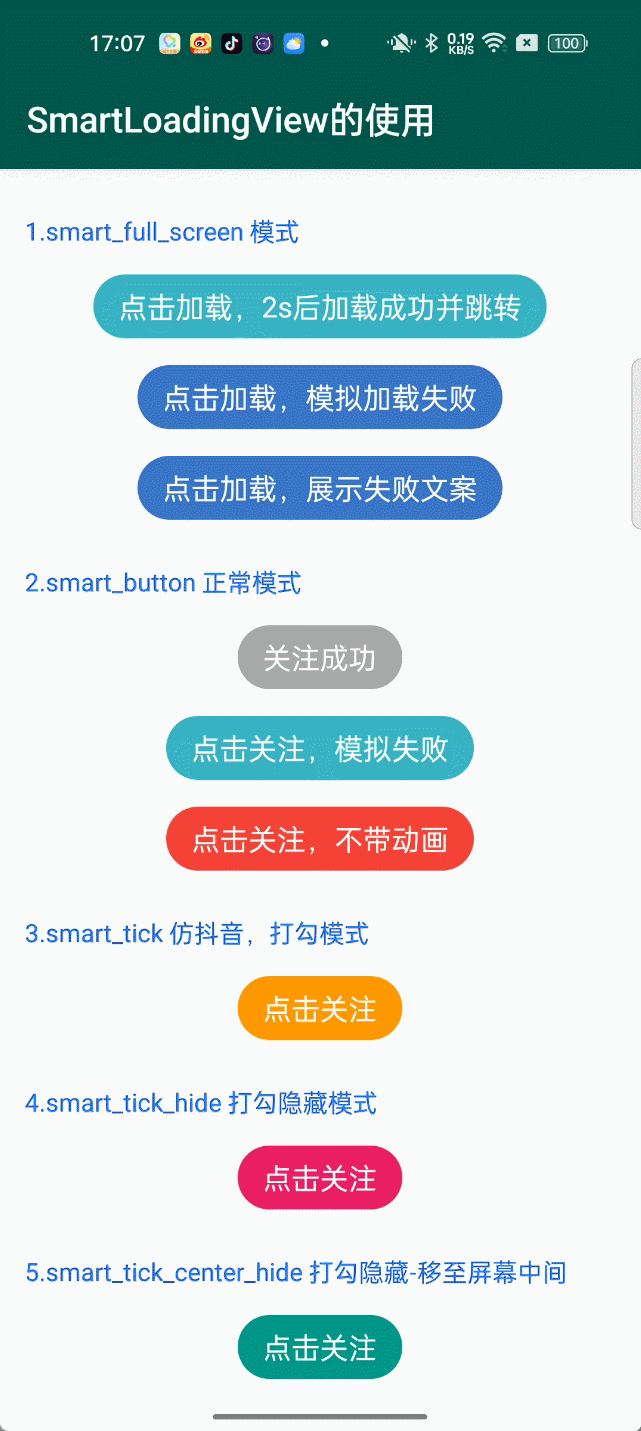 17:07 0.19 KB/S 100
SmartLoadingView的使用
1.smart_full_screen 模式
点击加载，2s后加载成功并跳转
点击加载，模拟加载失败
点击加载，展示失败文案
2.smart_button 正常模式
关注成功
点击关注，模拟失败
点击关注，不带动画
3.smart_tick 仿抖音，打勾模式
点击关注
4.smart_tick_hide 打勾隐藏模式
点击关注
5.smart_tick_center_hide 打勾隐藏-移至屏幕中间
点击关注